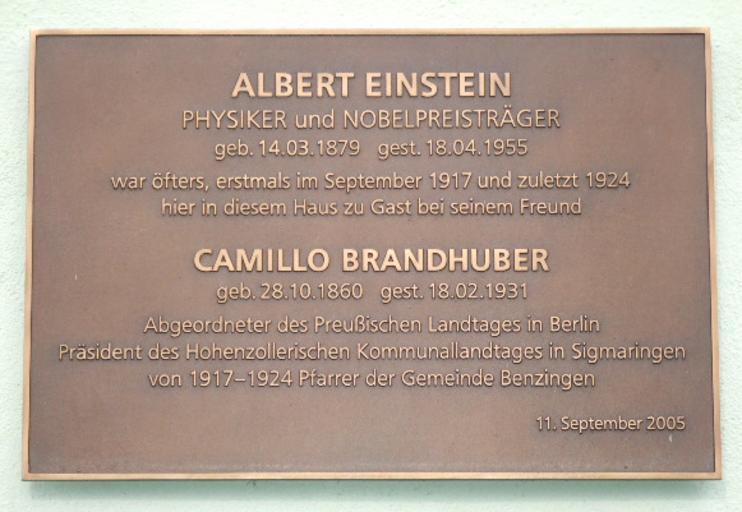 ALBERT EINSTEIN
PHYSIKER und NOBELPREISTRÄGER
geb. 14.03.1879 gest. 18.04.1955
war öfters, erstmals im September 1917 und zuletzt 1924
hier in diesem Haus zu Gast bei seinem Freund
CAMILLO BRANDHUBER
geb. 28.10.1860 gest. 18.02.1931
Abgeordneter des Preußischen Landtages in Berlin
Präsident des Hohenzollerischen Kommunallandtages in Sigmaringen
von 1917–1924 Pfarrer der Gemeinde Benzingen
11. September 2005